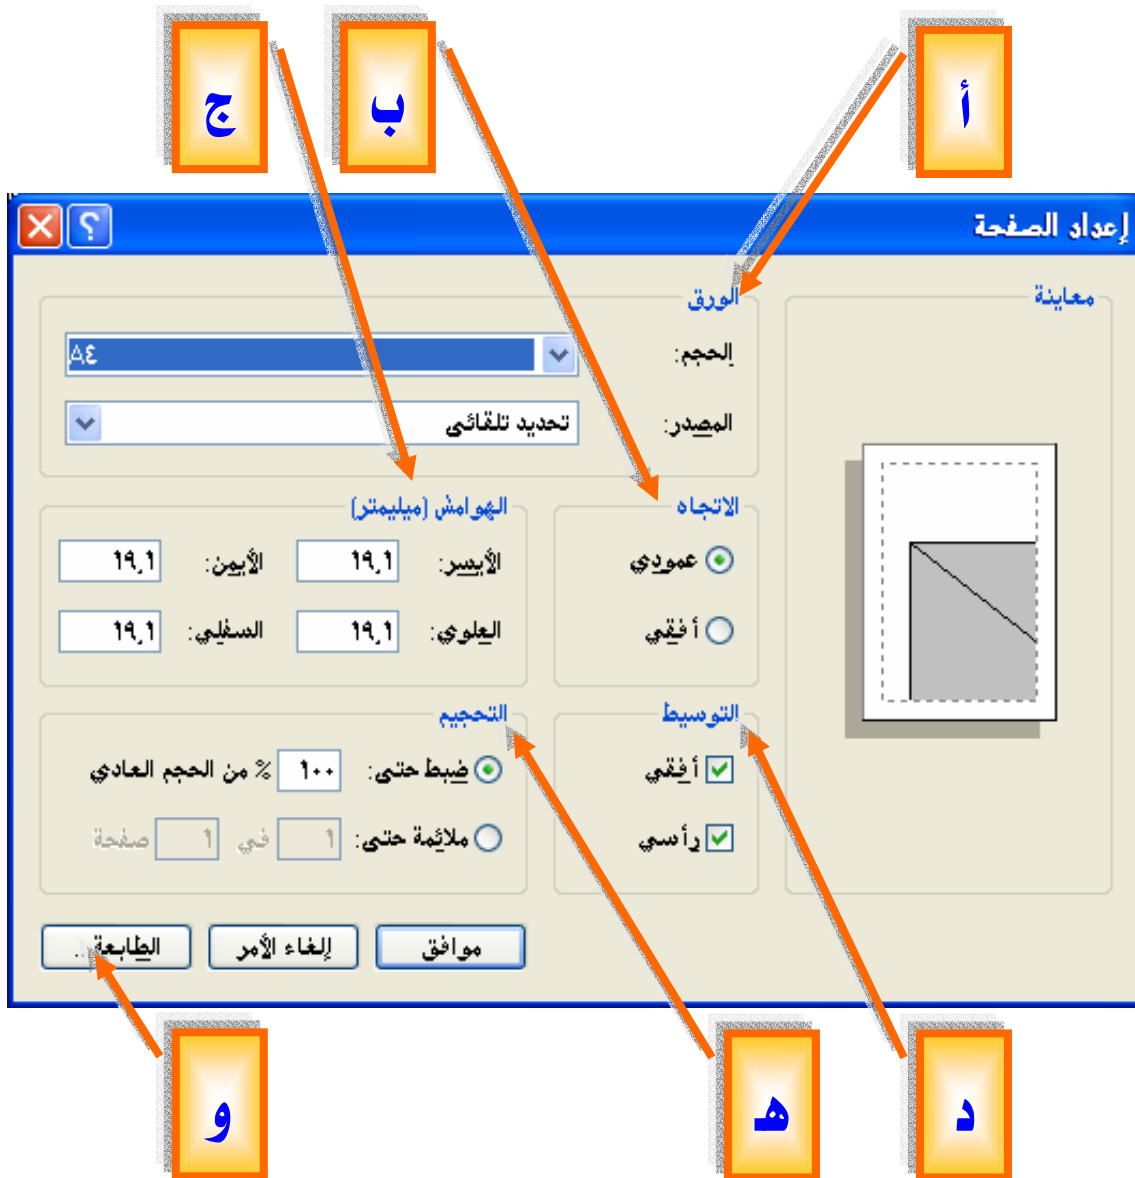 أ
ب
ج
إعداد الصفحة
معاينة
الورق
الحجم: A٤
المصدر: تحديد تلقائي
الاتجاه
عمودي
أفقي
الهوامش (ميليمتر)
الأيسر: ١٩,١ الأيمن: ١٩,١
العلوي: ١٩,١ السفلي: ١٩,١
التوسيط
أفقي
رأسي
التحجيم
ضبط حتى: ١٠٠ % من الحجم العادي
ملائمة حتى: ١ في ١ صفحة
موافق
إلغاء الأمر
الطابعة...
د
هـ
و